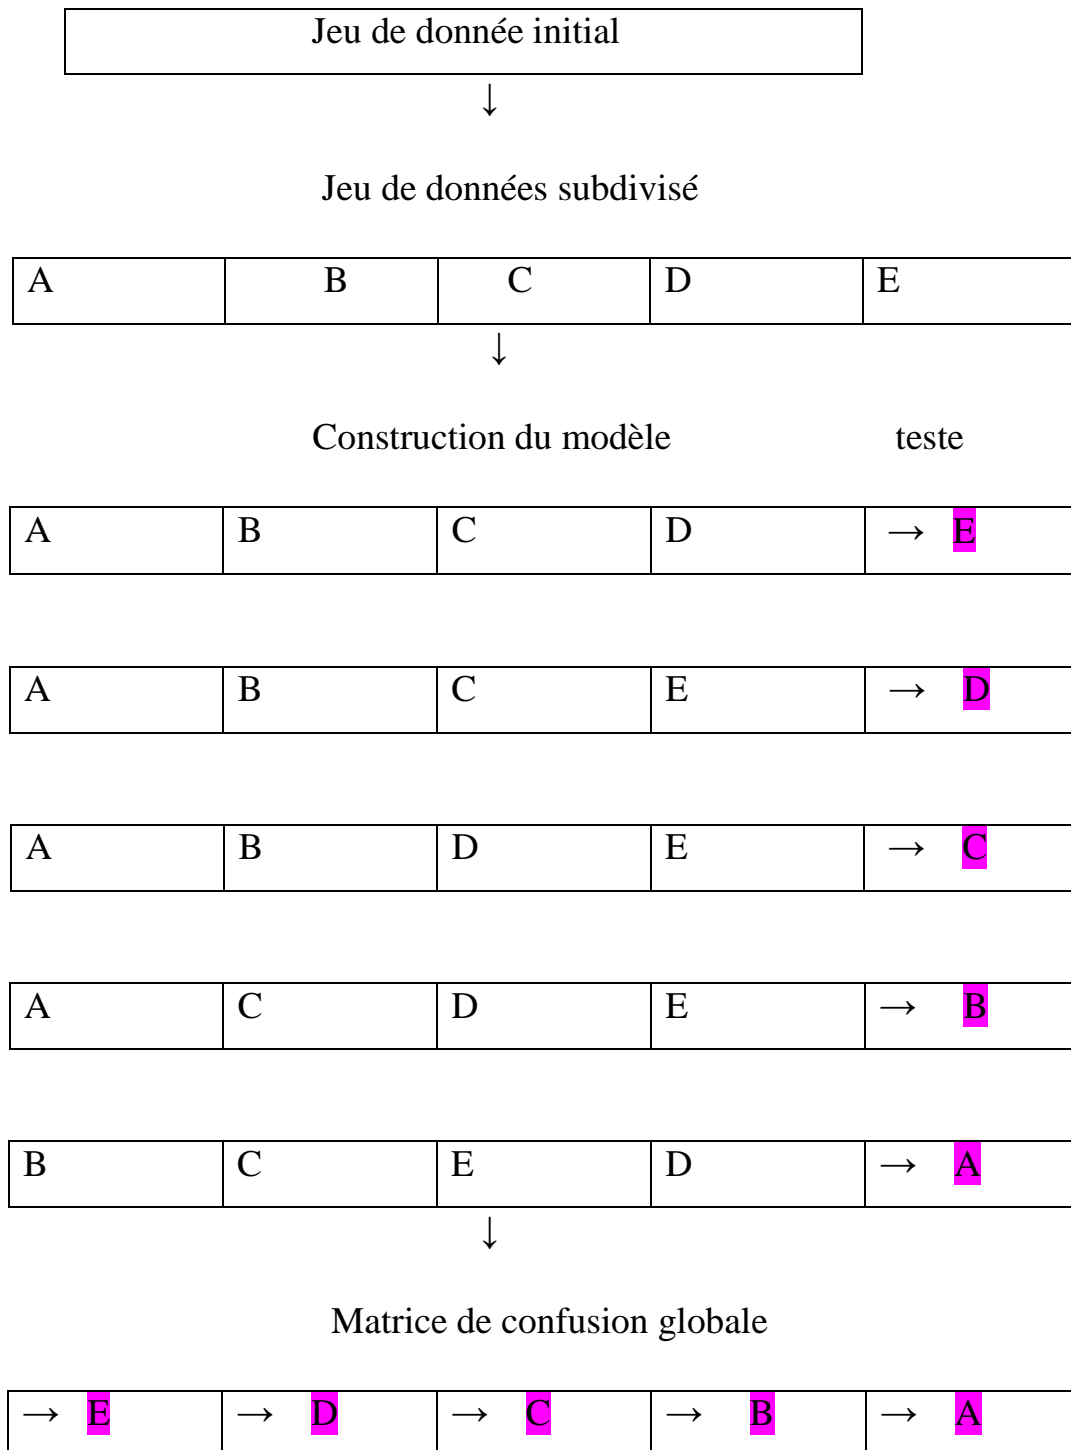 Jeu de donnée initial
↓
Jeu de données subdivisé
A B C D E
↓
Construction du modèle teste
A B C D → E
A B C E → D
A B D E → C
A C D E → B
B C E D → A
↓
Matrice de confusion globale
→ E → D → C → B → A